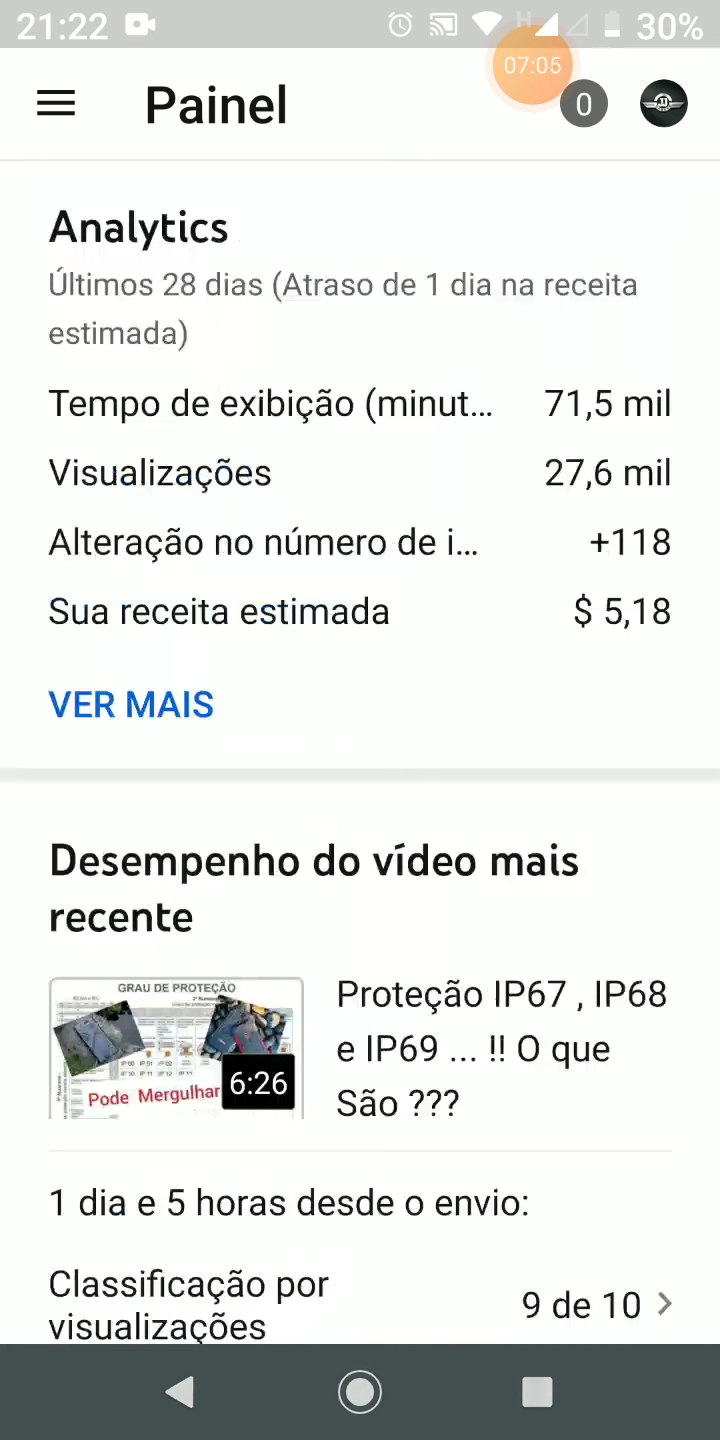 21:22
H
30%
07:05
Painel
0
Analytics
Últimos 28 dias (Atraso de 1 dia na receita
estimada)
Tempo de exibição (minut... 71,5 mil
Visualizações 27,6 mil
Alteração no número de i... +118
Sua receita estimada $ 5,18
VER MAIS
Desempenho do vídeo mais
recente
GRAU DE PROTEÇÃO
Pode Mergulhar
6:26
Proteção IP67 , IP68
e IP69 ... !! O que
São ???
1 dia e 5 horas desde o envio:
Classificação por
visualizações
9 de 10